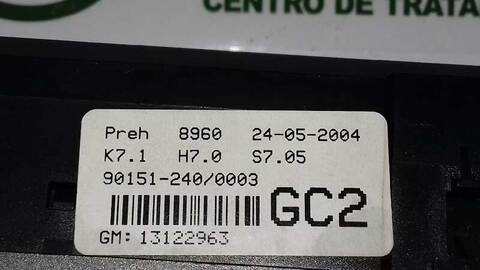 CENTRO DE TRATA
Preh 8960 24-05-2004
K7.1 H7.0 S7.05
90151-240/0003
GC2
GM: 13122963